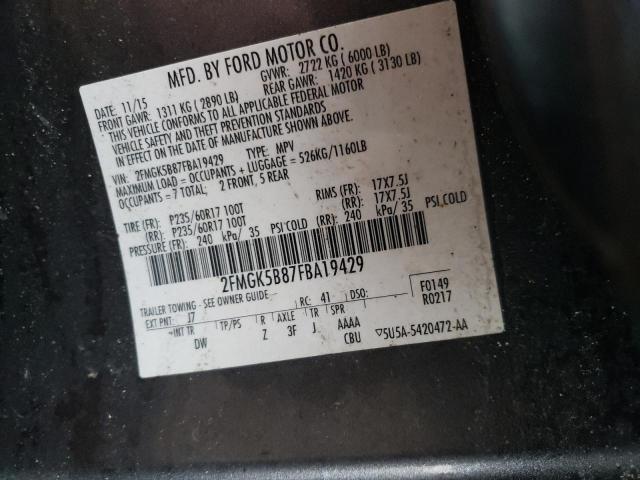 MFD. BY FORD MOTOR CO.
DATE: 11/15 GVWR: 2722 KG ( 6000 LB)
FRONT GAWR: 1311 KG ( 2890 LB) REAR GAWR: 1420 KG ( 3130 LB)
THIS VEHICLE CONFORMS TO ALL APPLICABLE FEDERAL MOTOR
VEHICLE SAFETY AND THEFT PREVENTION STANDARDS
IN EFFECT ON THE DATE OF MANUFACTURE SHOWN ABOVE.
VIN: 2FMGK5B87FBA19429 TYPE: MPV
MAXIMUM LOAD = OCCUPANTS + LUGGAGE = 526KG/1160LB
OCCUPANTS = 7 TOTAL; 2 FRONT, 5 REAR
TIRE (FR): P235/60R17 100T RIMS (FR): 17X7.5J
(RR): P235/60R17 100T (RR): 17X7.5J
PRESSURE (FR): 240 kPa/ 35 PSI COLD (RR): 240 kPa/ 35 PSI COLD
2FMGK5B87FBA19429
TRAILER TOWING - SEE OWNER GUIDE F0149
EXT PNT: J7 RC: 41 DSO: R0217
INT TR TP/PS R AXLE TR SPR
DW Z 3F J AAAA
CBU 5U5A-5420472-AA